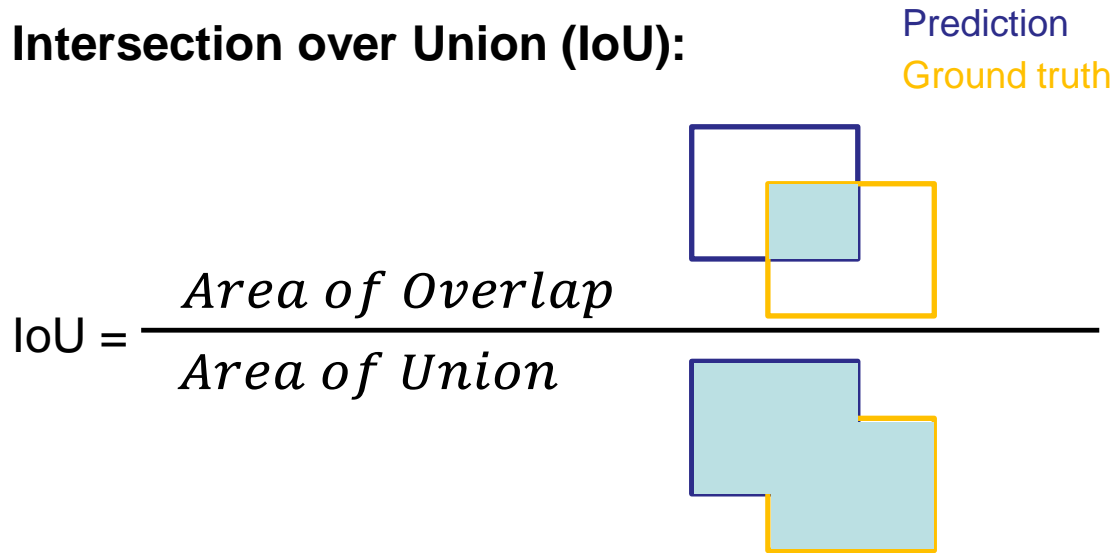 Intersection over Union (IoU):
Prediction
Ground truth
IoU =
Area of Overlap
Area of Union